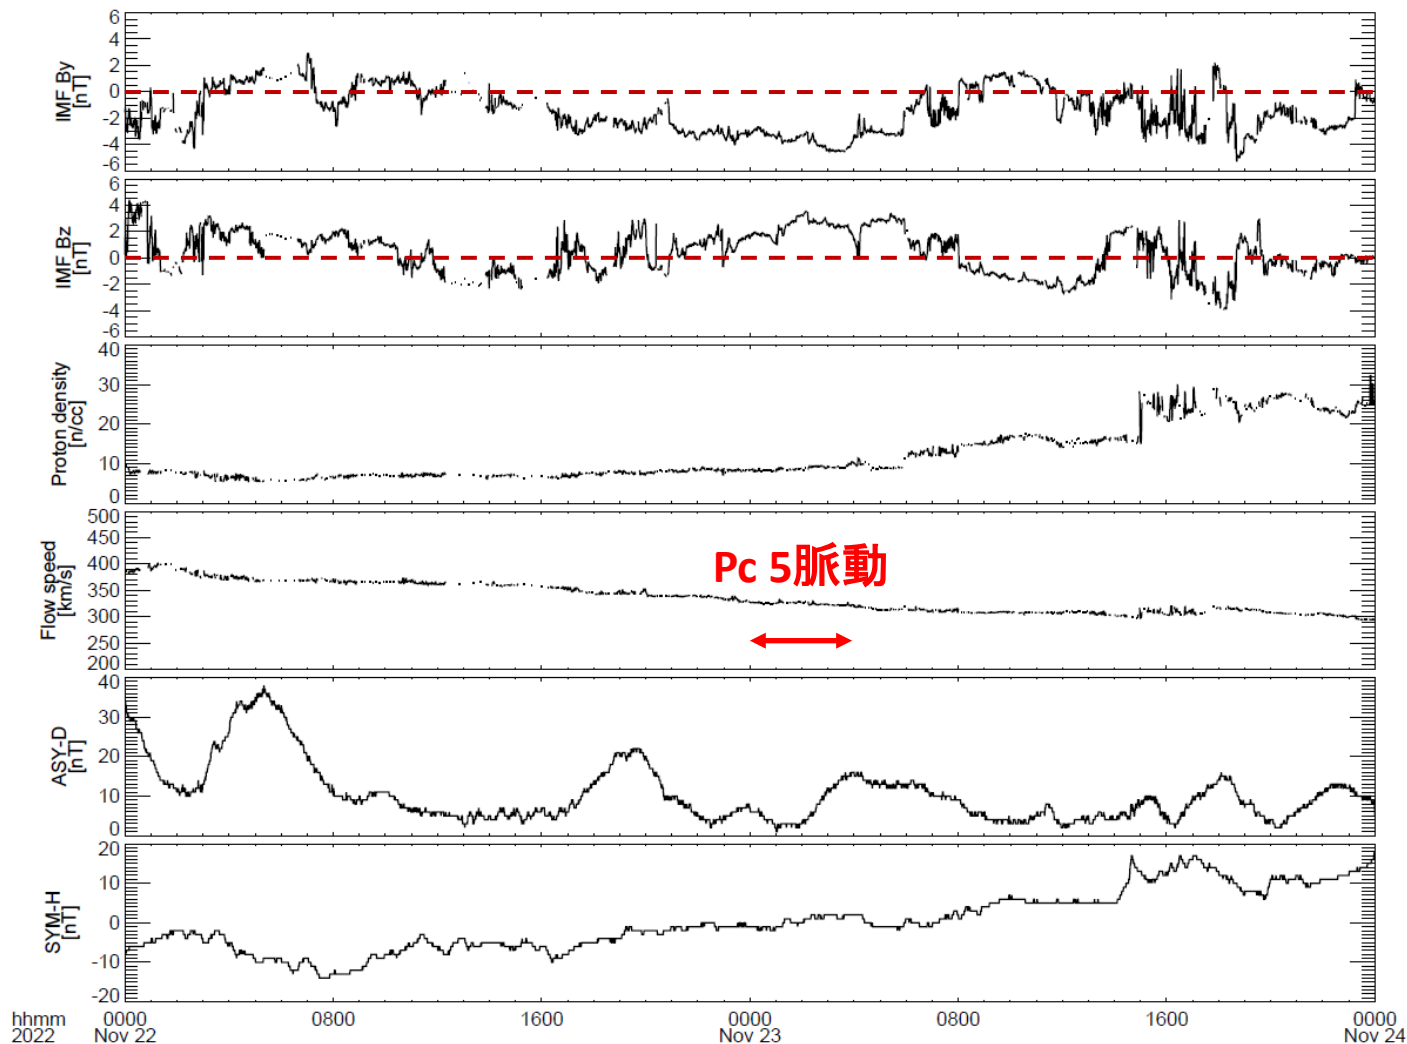 6
4
2
0
-2
-4
-6
IMF By
[nT]
6
4
2
0
-2
-4
-6
IMF Bz
[nT]
40
30
20
10
0
Proton density
[n/cc]
500
450
400
350
300
250
200
Flow speed
[km/s]
Pc 5脈動
40
30
20
10
0
ASY-D
[nT]
20
10
0
-10
-20
SYM-H
[nT]
hhmm 0000 0800 1600 0000 0800 1600 0000
2022 Nov 22 Nov 23 Nov 24